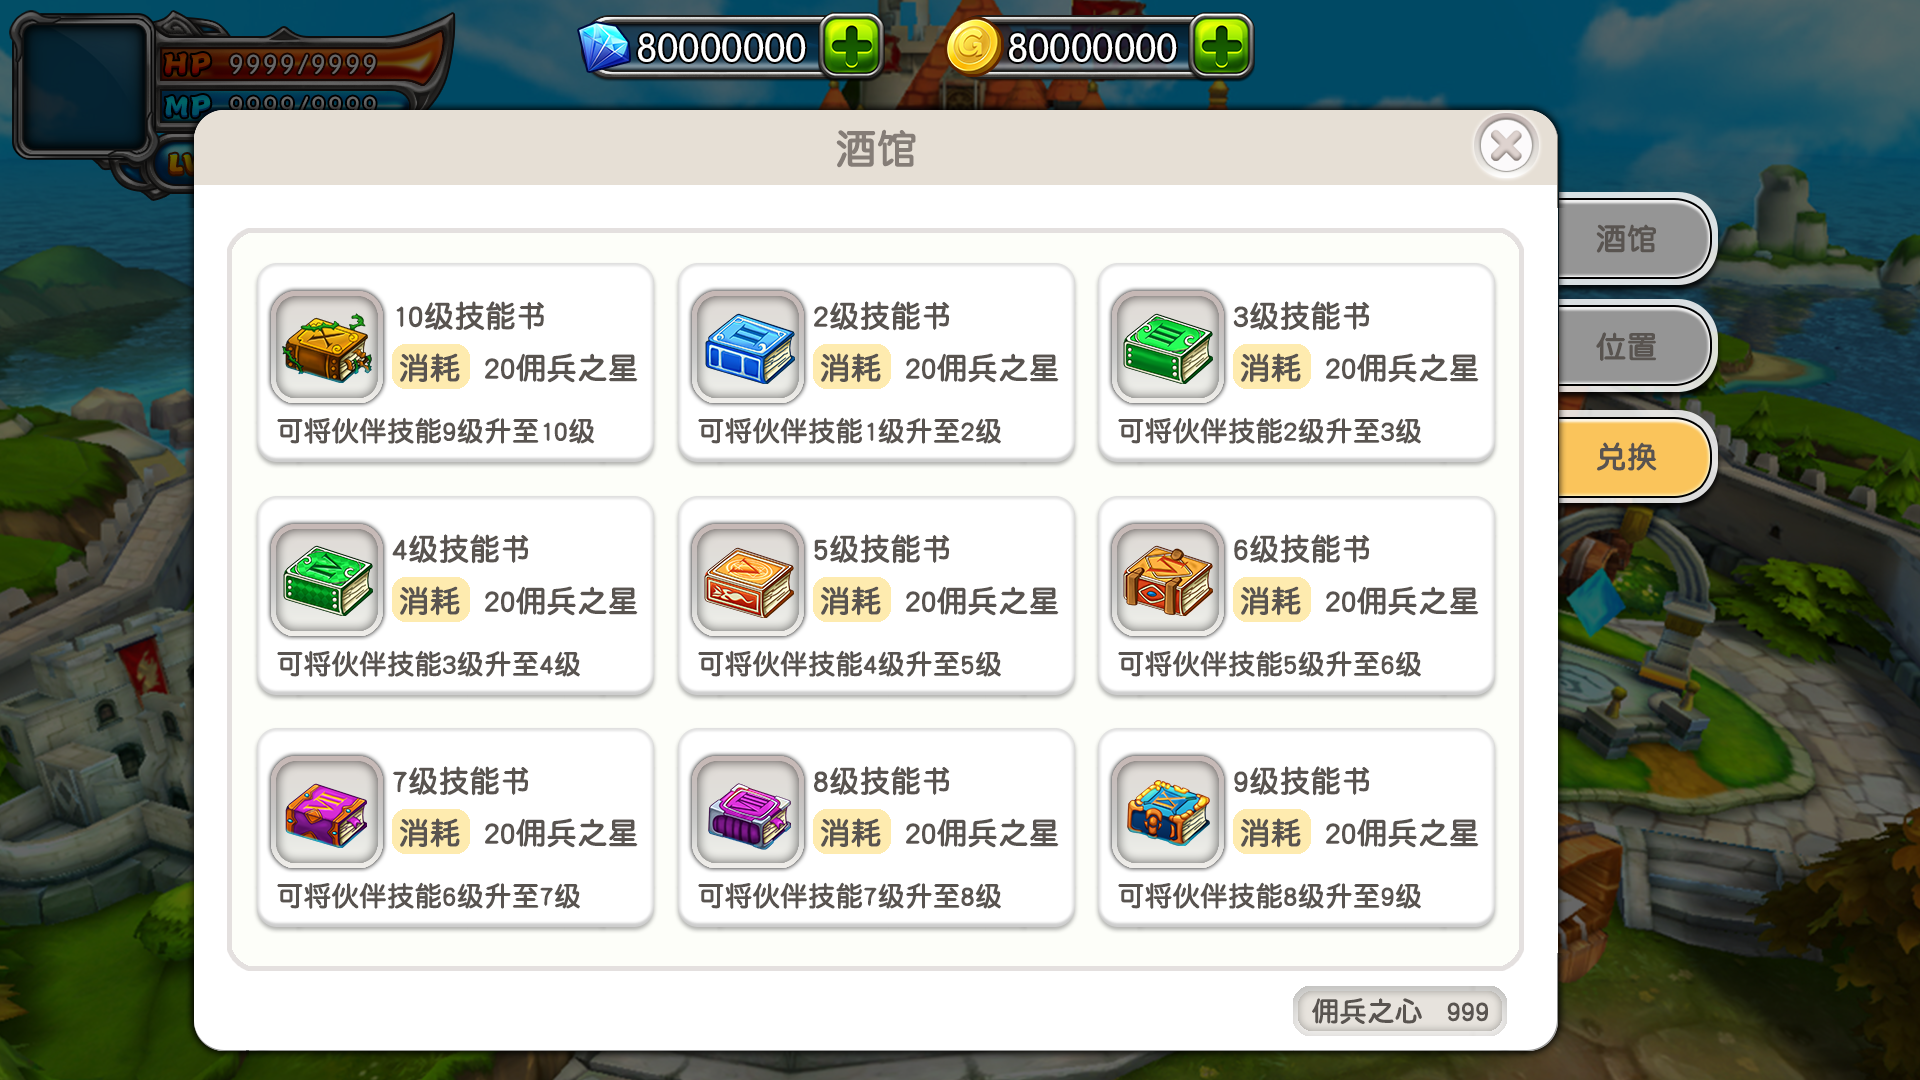 HP 9999/9999
80000000
80000000
MP 9999/9999
LV
酒馆
酒馆
位置
兑换
10级技能书
消耗 20佣兵之星
可将伙伴技能9级升至10级
2级技能书
消耗 20佣兵之星
可将伙伴技能1级升至2级
3级技能书
消耗 20佣兵之星
可将伙伴技能2级升至3级
4级技能书
消耗 20佣兵之星
可将伙伴技能3级升至4级
5级技能书
消耗 20佣兵之星
可将伙伴技能4级升至5级
6级技能书
消耗 20佣兵之星
可将伙伴技能5级升至6级
7级技能书
消耗 20佣兵之星
可将伙伴技能6级升至7级
8级技能书
消耗 20佣兵之星
可将伙伴技能7级升至8级
9级技能书
消耗 20佣兵之星
可将伙伴技能8级升至9级
佣兵之心 999